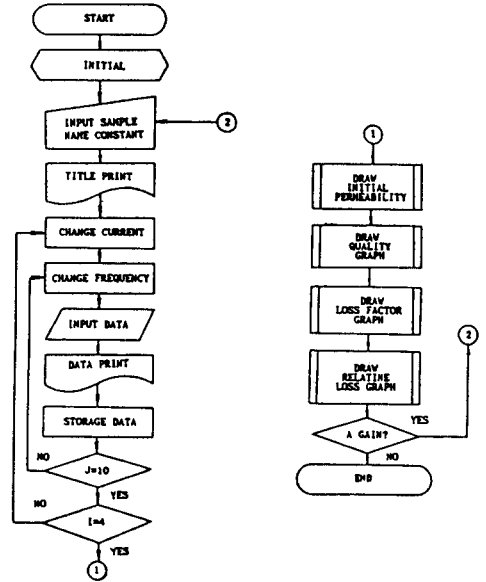 START
INITIAL
INPUT SAMPLE
NAME CONSTANT
2
TITLE PRINT
CHANGE CURRENT
CHANGE FREQUENCY
INPUT DATA
DATA PRINT
STORAGE DATA
NO
J=10
YES
NO
I=4
YES
1
1
DRAW
INITIAL
PERMEABILITY
DRAW
QUALITY
GRAPH
DRAW
LOSS FACTOR
GRAPH
2
DRAW
RELATINE
LOSS GRAPH
YES
A GAIN?
NO
END